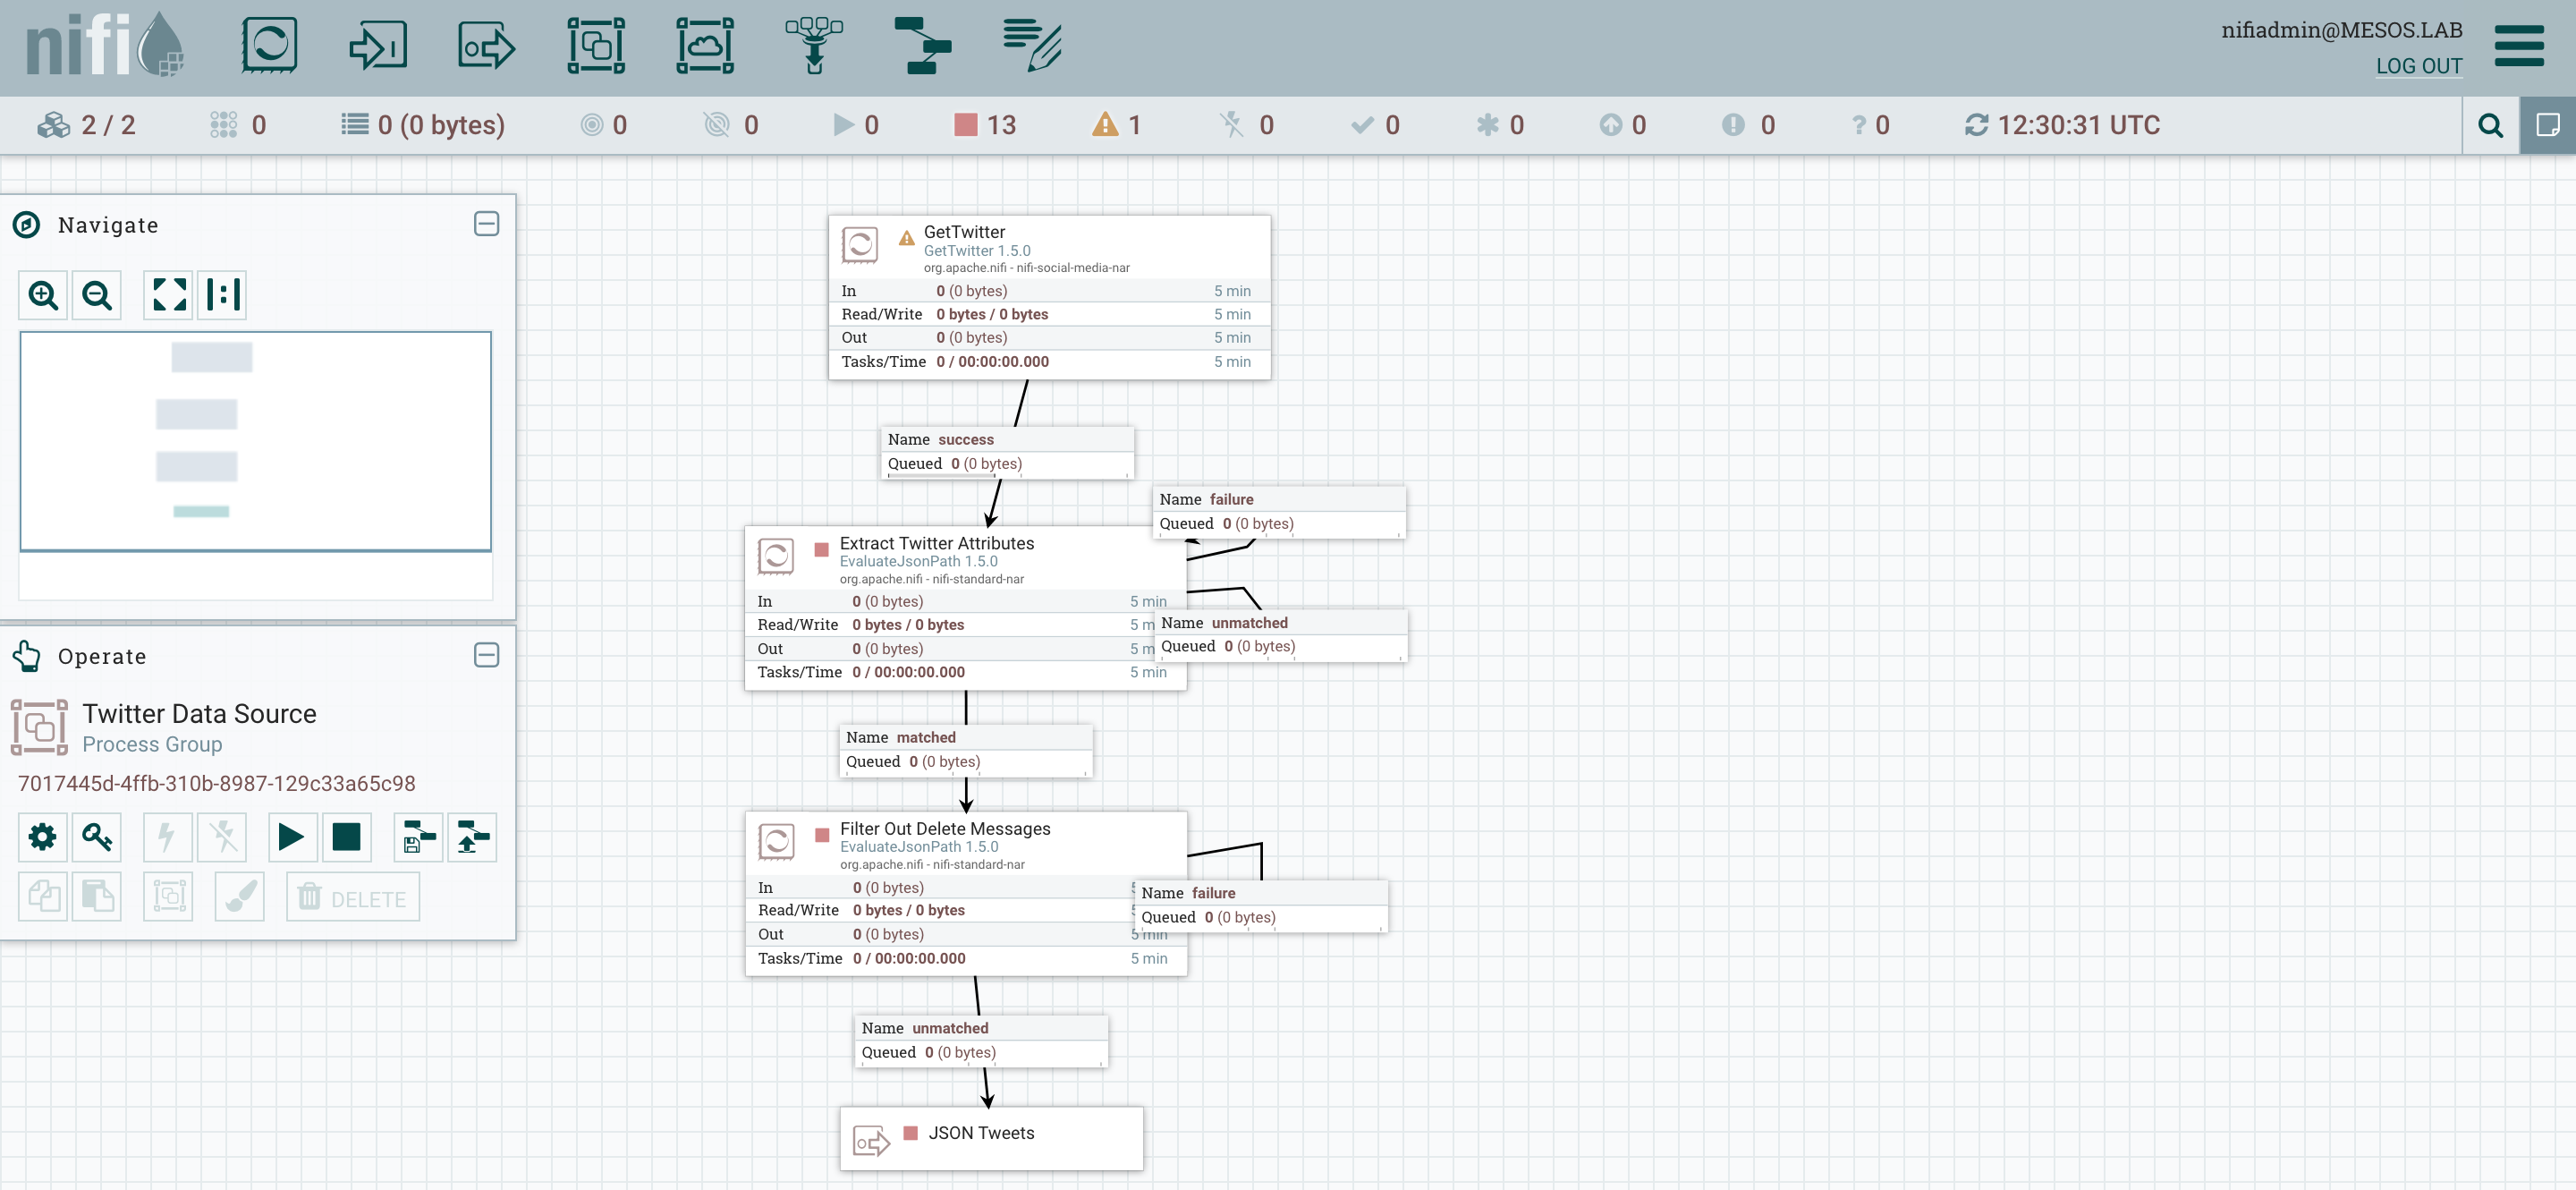 nifi
nifiadmin@MESOS.LAB
LOG OUT
2 / 2
0
0 (0 bytes)
0
0
0
13
1
0
0
0
0
0
? 0
12:30:31 UTC
Navigate
Operate
Twitter Data Source
Process Group
7017445d-4ffb-310b-8987-129c33a65c98
DELETE
GetTwitter
GetTwitter 1.5.0
org.apache.nifi - nifi-social-media-nar
In 0 (0 bytes) 5 min
Read/Write 0 bytes / 0 bytes 5 min
Out 0 (0 bytes) 5 min
Tasks/Time 0 / 00:00:00.000 5 min
Name success
Queued 0 (0 bytes)
Name failure
Queued 0 (0 bytes)
Extract Twitter Attributes
EvaluateJsonPath 1.5.0
org.apache.nifi - nifi-standard-nar
In 0 (0 bytes) 5 min
Read/Write 0 bytes / 0 bytes 5 m
Out 0 (0 bytes) 5 m
Tasks/Time 0 / 00:00:00.000 5 min
Name unmatched
Queued 0 (0 bytes)
Name matched
Queued 0 (0 bytes)
Filter Out Delete Messages
EvaluateJsonPath 1.5.0
org.apache.nifi - nifi-standard-nar
In 0 (0 bytes)
Read/Write 0 bytes / 0 bytes
Out 0 (0 bytes) 5 min
Tasks/Time 0 / 00:00:00.000 5 min
Name failure
Queued 0 (0 bytes)
Name unmatched
Queued 0 (0 bytes)
JSON Tweets